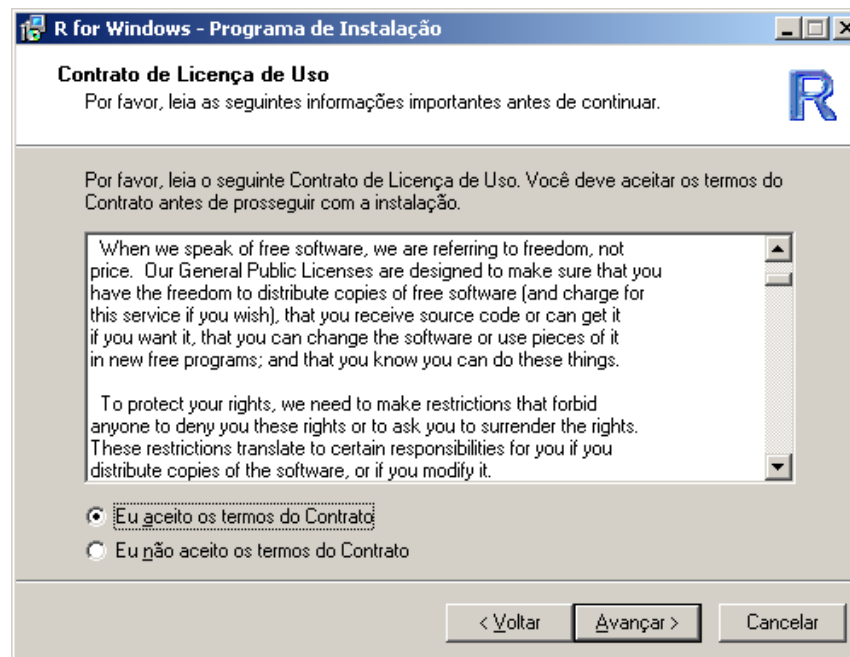 R for Windows - Programa de Instalação
Contrato de Licença de Uso
Por favor, leia as seguintes informações importantes antes de continuar.
R
Por favor, leia o seguinte Contrato de Licença de Uso. Você deve aceitar os termos do
Contrato antes de prosseguir com a instalação.
When we speak of free software, we are referring to freedom, not
price. Our General Public Licenses are designed to make sure that you
have the freedom to distribute copies of free software (and charge for
this service if you wish), that you receive source code or can get it
if you want it, that you can change the software or use pieces of it
in new free programs; and that you know you can do these things.
To protect your rights, we need to make restrictions that forbid
anyone to deny you these rights or to ask you to surrender the rights.
These restrictions translate to certain responsibilities for you if you
distribute copies of the software, or if you modify it.
Eu aceito os termos do Contrato
Eu não aceito os termos do Contrato
< Voltar Avançar > Cancelar